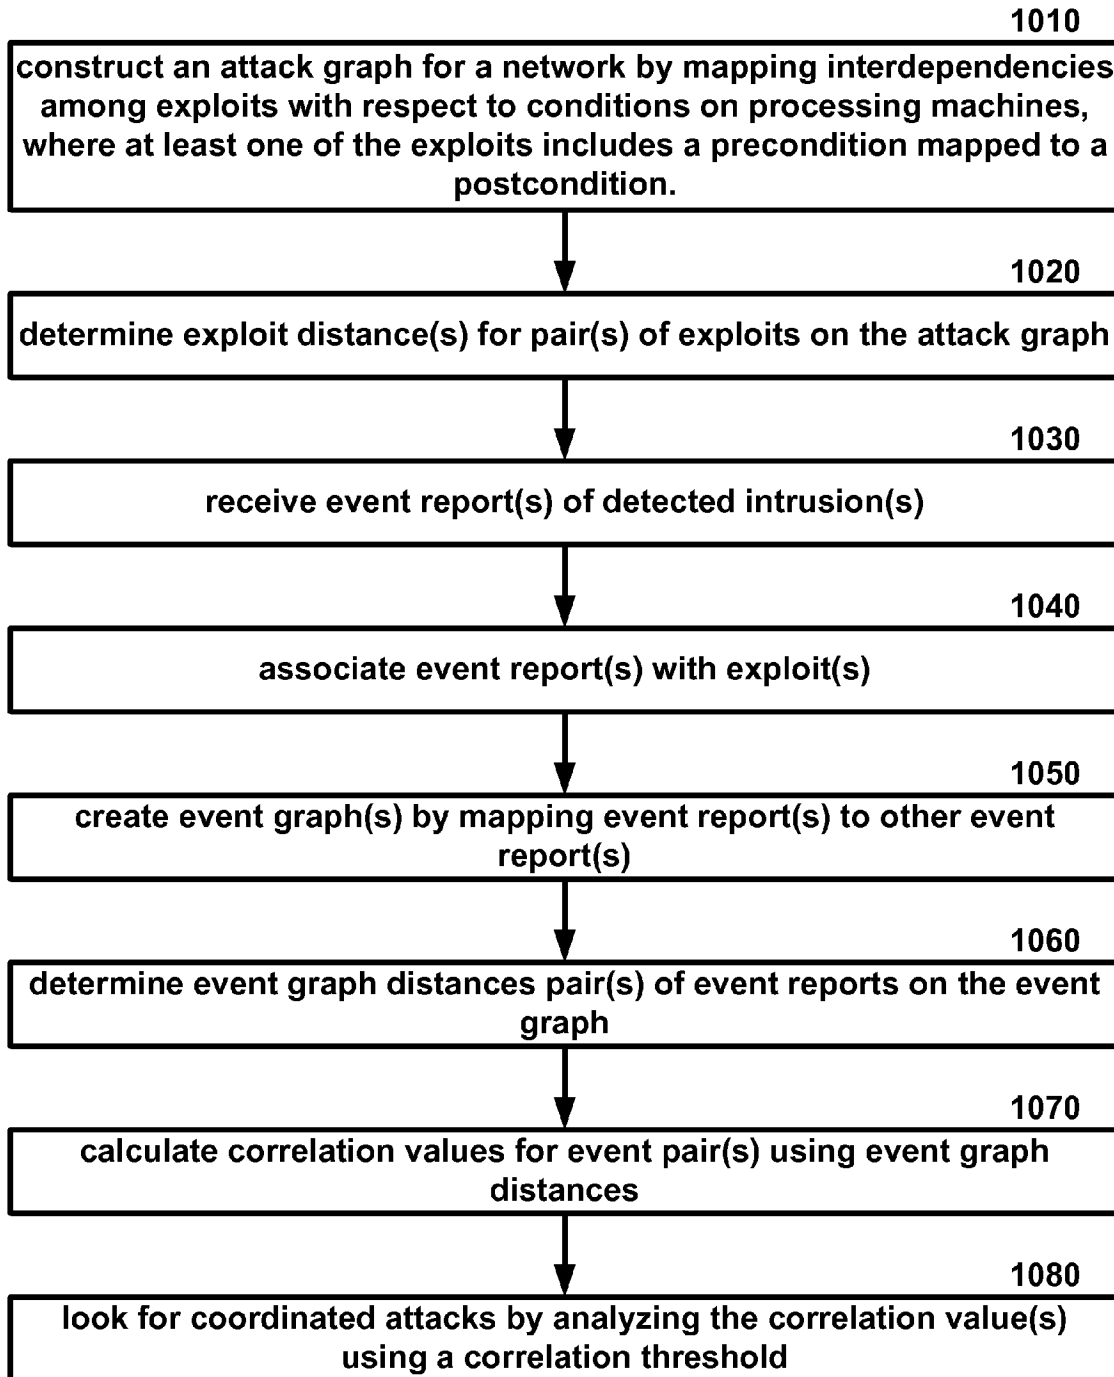 1010
construct an attack graph for a network by mapping interdependencies
among exploits with respect to conditions on processing machines,
where at least one of the exploits includes a precondition mapped to a
postcondition.
1020
determine exploit distance(s) for pair(s) of exploits on the attack graph
1030
receive event report(s) of detected intrusion(s)
1040
associate event report(s) with exploit(s)
1050
create event graph(s) by mapping event report(s) to other event
report(s)
1060
determine event graph distances pair(s) of event reports on the event
graph
1070
calculate correlation values for event pair(s) using event graph
distances
1080
look for coordinated attacks by analyzing the correlation value(s)
using a correlation threshold